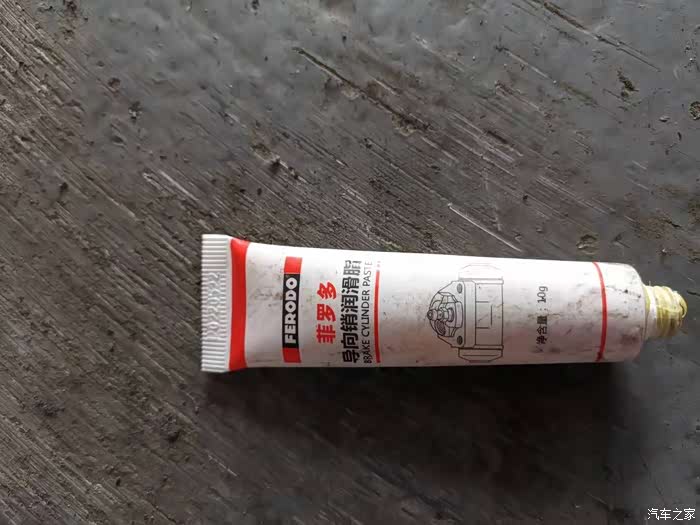 FERODO
菲罗多
导向销润滑脂
BRAKE CYLINDER PASTE
净含量：10g
汽车之家